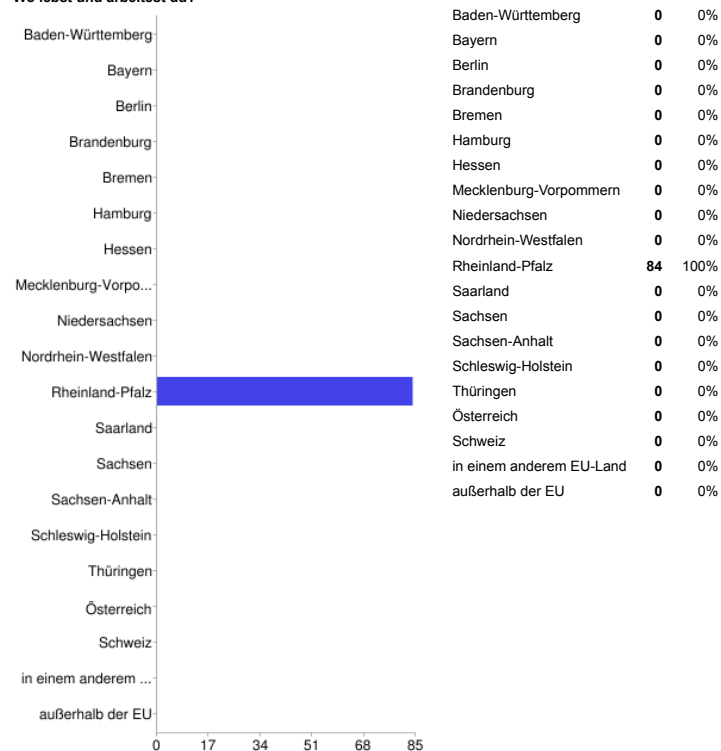 Wo lebst und arbeitest du?
Baden-Württemberg
Bayern
Berlin
Brandenburg
Bremen
Hamburg
Hessen
Mecklenburg-Vorpo...
Niedersachsen
Nordrhein-Westfalen
Rheinland-Pfalz
Saarland
Sachsen
Sachsen-Anhalt
Schleswig-Holstein
Thüringen
Österreich
Schweiz
in einem anderem ...
außerhalb der EU
0 17 34 51 68 85
Baden-Württemberg 0 0%
Bayern 0 0%
Berlin 0 0%
Brandenburg 0 0%
Bremen 0 0%
Hamburg 0 0%
Hessen 0 0%
Mecklenburg-Vorpommern 0 0%
Niedersachsen 0 0%
Nordrhein-Westfalen 0 0%
Rheinland-Pfalz 84 100%
Saarland 0 0%
Sachsen 0 0%
Sachsen-Anhalt 0 0%
Schleswig-Holstein 0 0%
Thüringen 0 0%
Österreich 0 0%
Schweiz 0 0%
in einem anderem EU-Land 0 0%
außerhalb der EU 0 0%